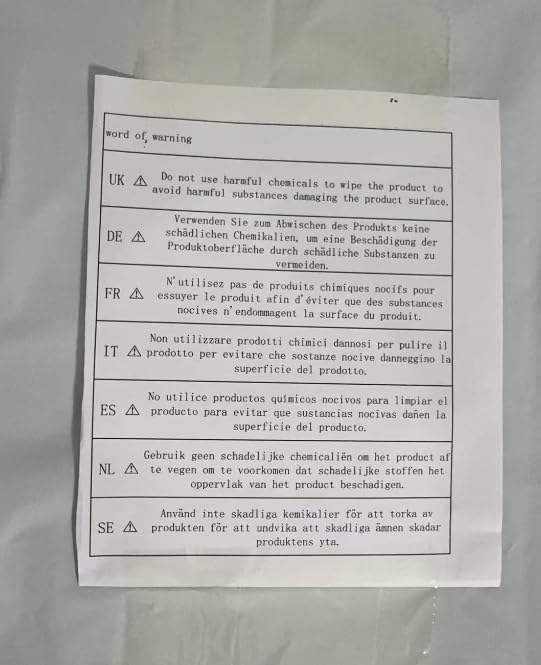 word of, warning
UK ⚠ Do not use harmful chemicals to wipe the product to
avoid harmful substances damaging the product surface.
Verwenden Sie zum Abwischen des Produkts keine
DE ⚠ schädlichen Chemikalien, um eine Beschädigung der
Produktoberfläche durch schädliche Substanzen zu
vermeiden.
N'utilisez pas de produits chimiques nocifs pour
FR ⚠ essuyer le produit afin d'éviter que des substances
nocives n'endommagent la surface du produit.
Non utilizzare prodotti chimici dannosi per pulire il
IT ⚠ prodotto per evitare che sostanze nocive danneggino la
superficie del prodotto.
No utilice productos químicos nocivos para limpiar el
ES ⚠ producto para evitar que sustancias nocivas dañen la
superficie del producto.
Gebruik geen schadelijke chemicaliën om het product af
NL ⚠ te vegen om te voorkomen dat schadelijke stoffen het
oppervlak van het product beschadigen.
Använd inte skadliga kemikalier för att torka av
SE ⚠ produkten för att undvika att skadliga ämnen skadar
produktens yta.